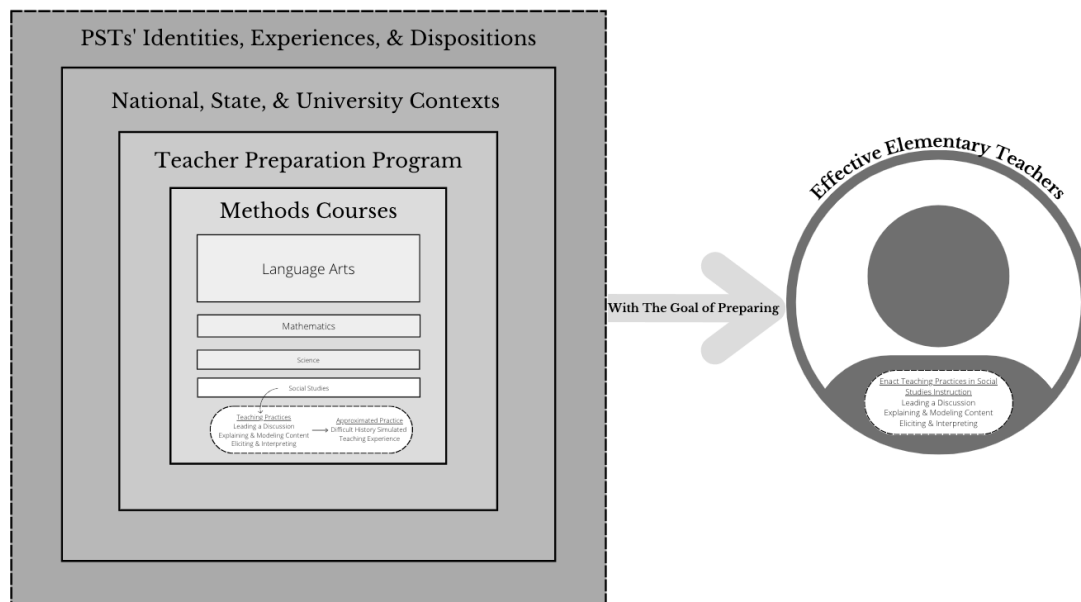 PSTs' Identities, Experiences, & Dispositions
National, State, & University Contexts
Teacher Preparation Program
Methods Courses
Language Arts
Mathematics
Science
Social Studies
Teaching Practices
Leading a Discussion
Explaining & Modeling Content
Eliciting & Interpreting
Approximated Practice
Difficult History Simulated
Teaching Experience
With The Goal of Preparing
Effective Elementary Teachers
Enact Teaching Practices in Social
Studies Instruction
Leading a Discussion
Explaining & Modeling Content
Eliciting & Interpreting